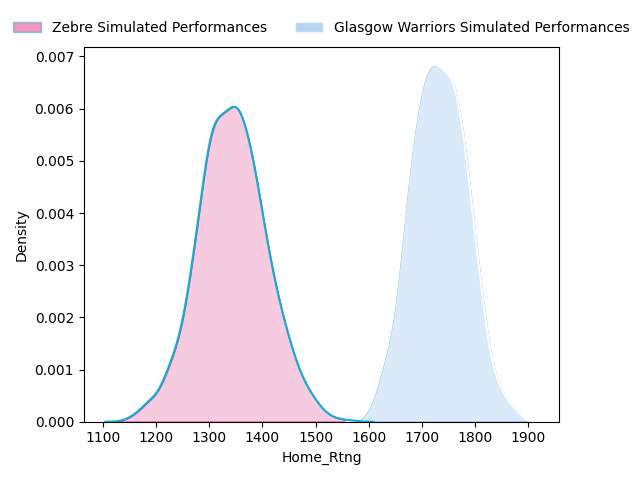 Zebre Simulated Performances Glasgow Warriors Simulated Performances
0.007
0.006
0.005
0.004
0.003
0.002
0.001
0.000
Density
1100 1200 1300 1400 1500 1600 1700 1800 1900
Home_Rtng